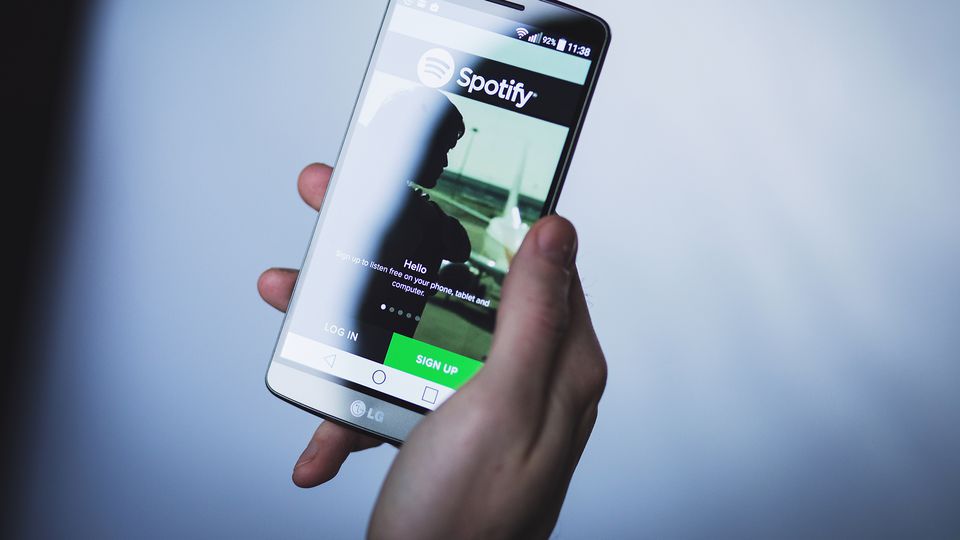 92% 11:38
Spotify®
Hello
Sign up to listen free on your phone, tablet and
computer.
LOG IN
SIGN UP
LG